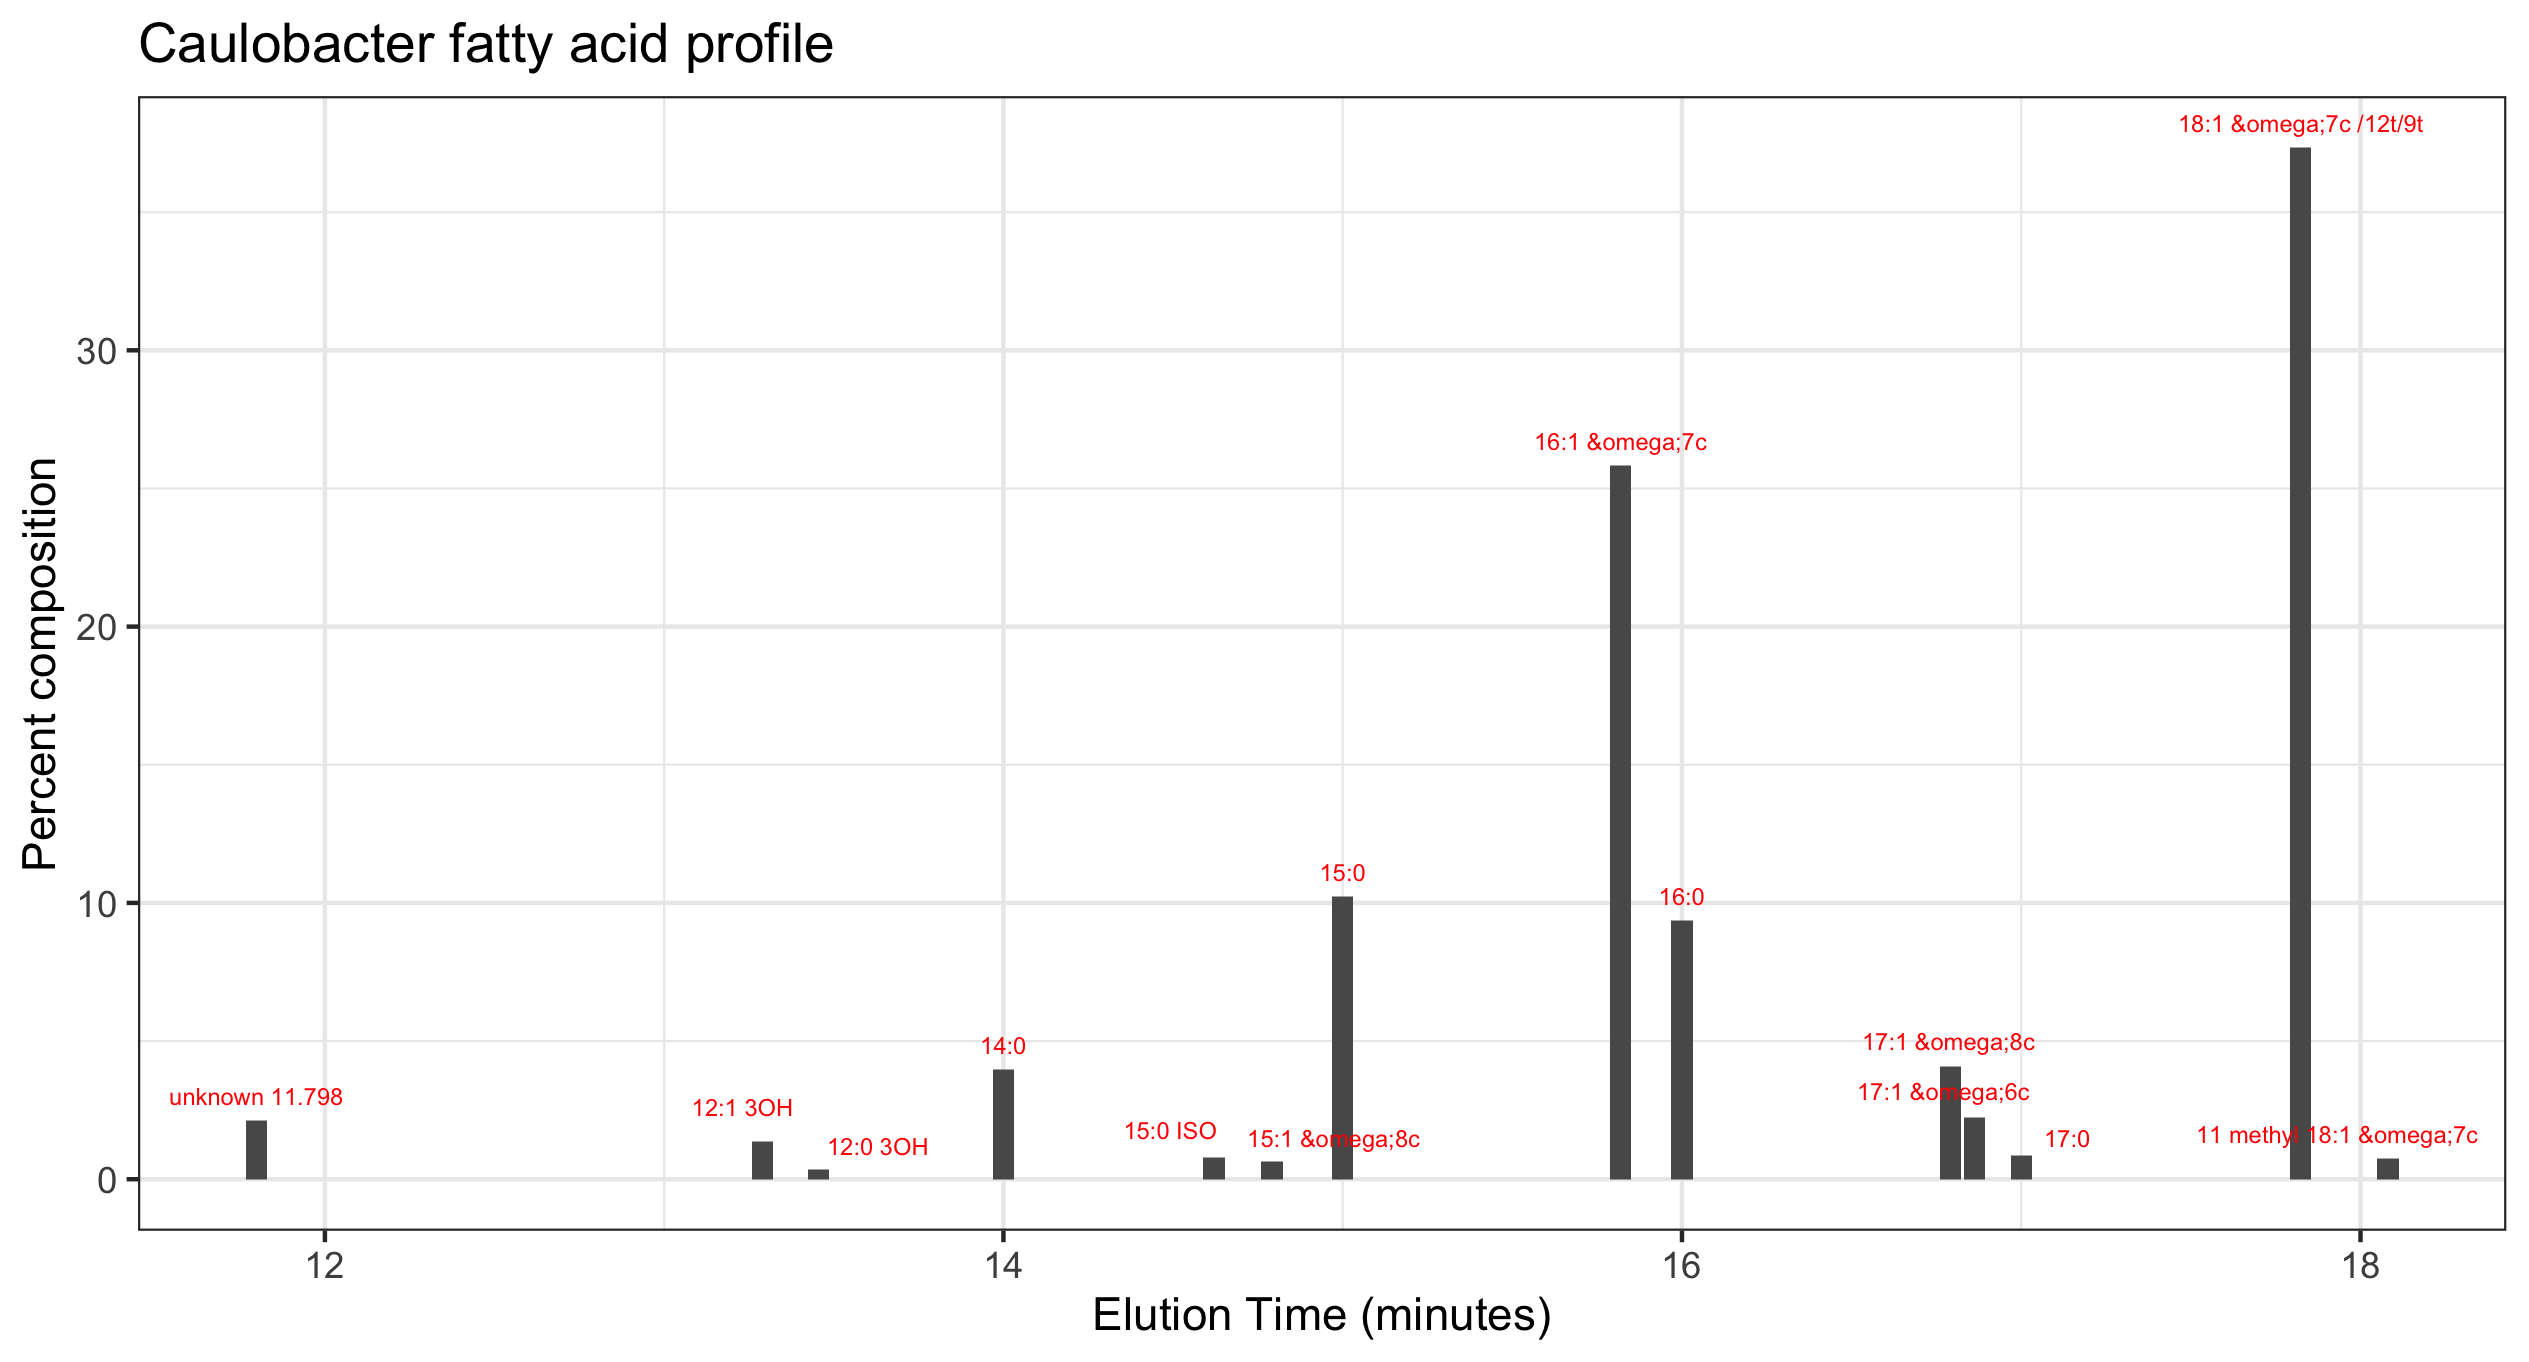 Caulobacter fatty acid profile
18:1 &omega;7c /12t/9t
16:1 &omega;7c
15:0
16:0
17:1 &omega;8c
14:0
17:1 &omega;6c
unknown 11.798
12:1 3OH
15:0 ISO
11 methyl 18:1 &omega;7c
15:1 &omega;8c
17:0
12:0 3OH
30
20
10
0
Percent composition
12
14
16
18
Elution Time (minutes)